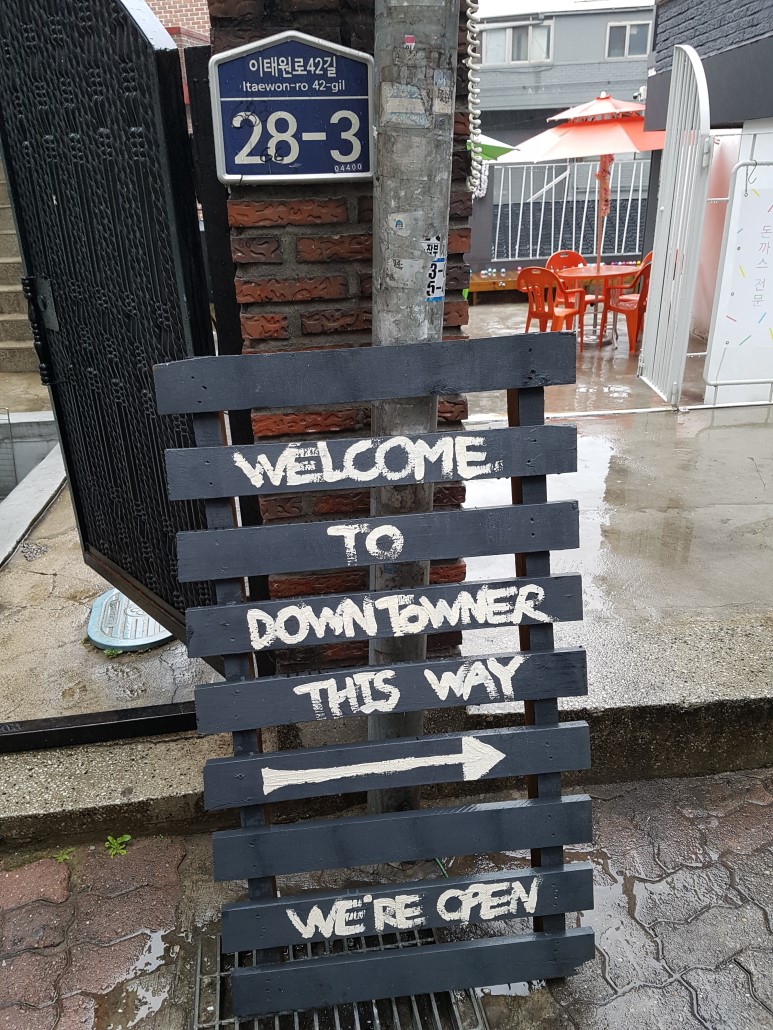 이태원로42길
Itaewon-ro 42-gil
28-3
04400
돈까스 전문
WELCOME
TO
DOWNTOWNER
THIS WAY
WE'RE OPEN